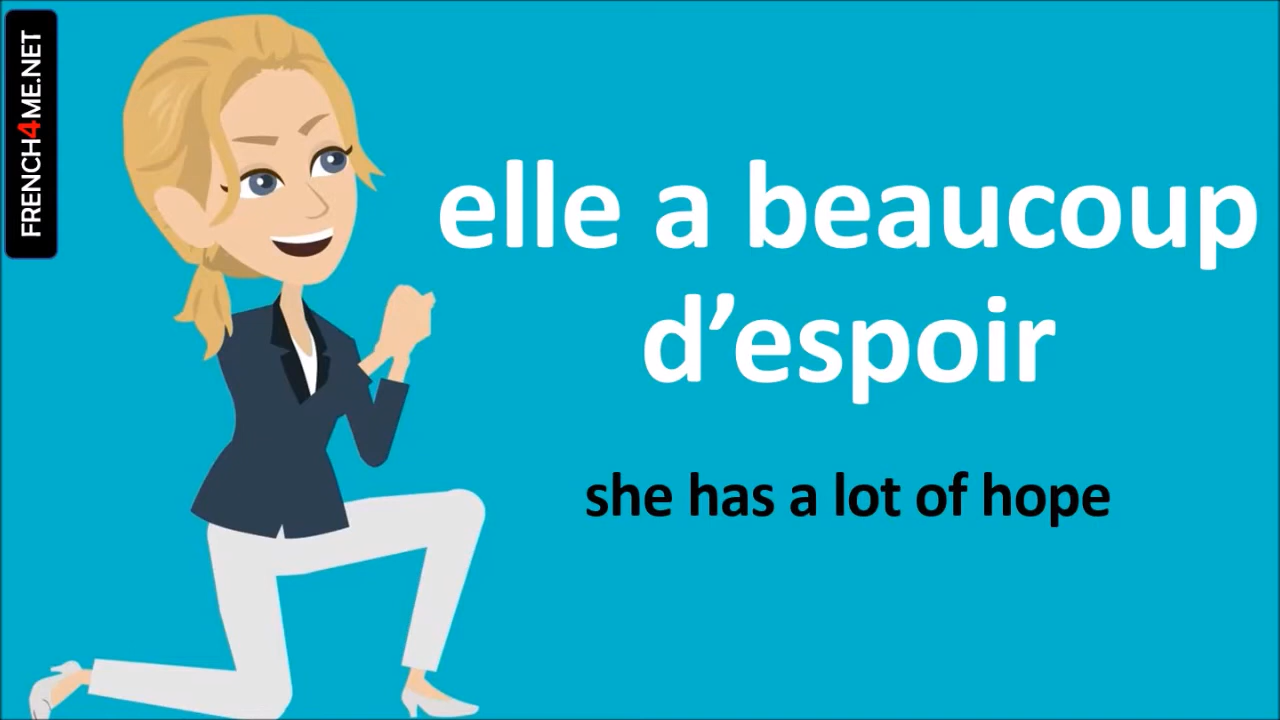 FRENCH4ME.NET
elle a beaucoup
d’espoir
she has a lot of hope